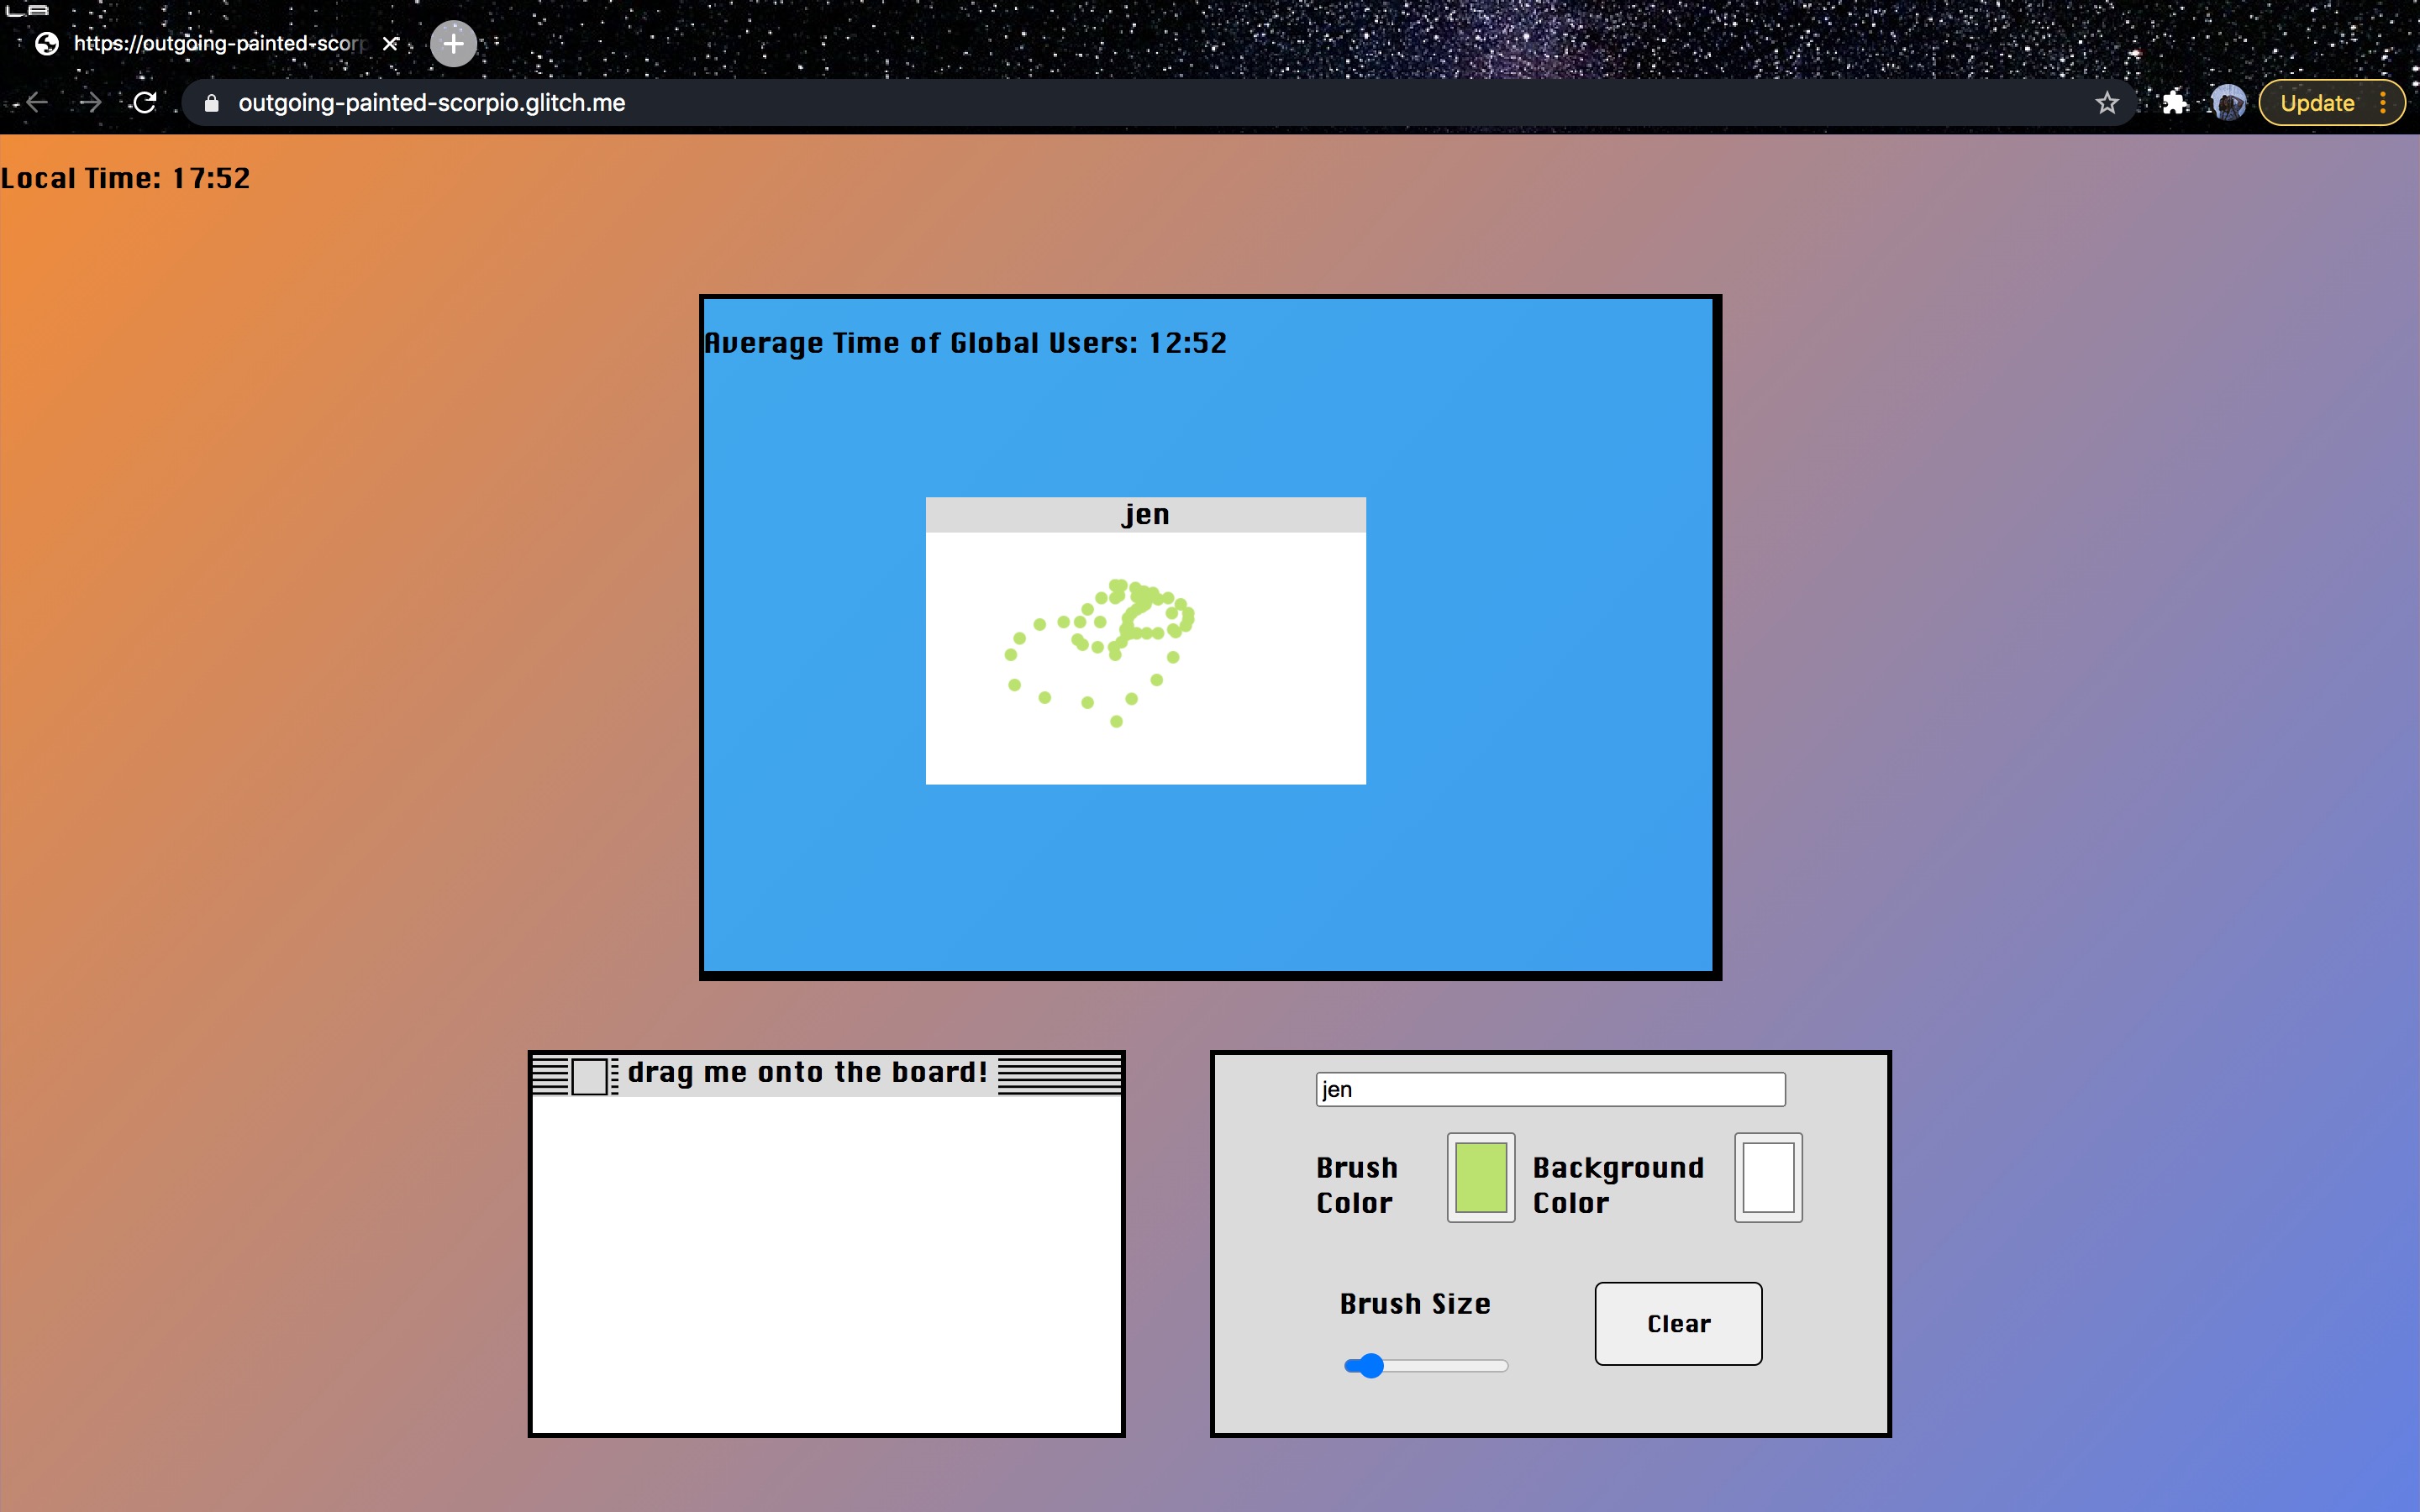 https://outgoing-painted-scorp
outgoing-painted-scorpio.glitch.me
Update
Local Time: 17:52
Average Time of Global Users: 12:52
jen
drag me onto the board!
jen
Brush
Color
Background
Color
Brush Size
Clear